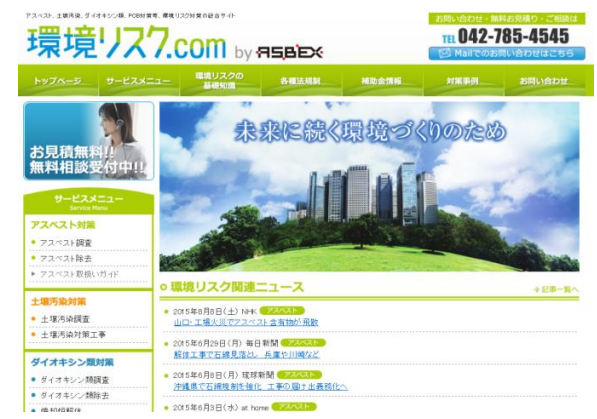 アスベスト、土壌汚染、ダイオキシン類、PCB対策等、環境リスク対策の総合サイト
お問い合わせ・無料お見積り・ご相談は
環境リスク.com by ASBEX
TEL 042-785-4545
Mailでのお問い合わせはこちら
トップページ サービスメニュー 環境リスクの基礎知識 各種法規制 補助金情報 対策事例 お問い合わせ
お見積無料!!
無料相談受付中!!
未来に続く環境づくりのため
サービスメニュー
Service Menu
アスベスト対策
アスベスト調査
アスベスト除去
アスベスト取扱いガイド
土壌汚染対策
土壌汚染調査
土壌汚染対策工事
ダイオキシン類対策
ダイオキシン類調査
ダイオキシン類除去
環境リスク関連ニュース
記事一覧へ
2015年8月8日(土) NHK アスベスト
山口・工場火災でアスベスト含有物が飛散
2015年6月29日(月) 毎日新聞 アスベスト
解体工事で石綿見落とし 兵庫や川崎など
2015年6月8日(月) 琉球新聞 アスベスト
沖縄県で石綿規制を強化 工事の届け出義務化へ
2015年6月3日(水) at home アスベスト